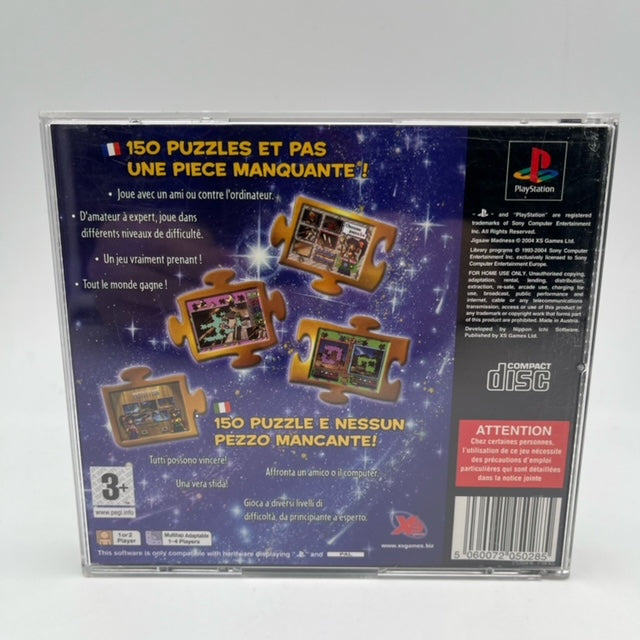 150 PUZZLES ET PAS
UNE PIECE MANQUANTE !
• Joue avec un ami ou contre l'ordinateur.
• D'amateur à expert, joue dans
différents niveaux de difficulté.
• Un jeu vraiment prenant !
• Tout le monde gagne !
150 PUZZLE E NESSUN
PEZZO MANCANTE!
Tutti possono vincere!
Affronta un amico o il computer.
Una vera sfida!
Gioca a diversi livelli di
difficoltà, da principiante a esperto.
3+
www.pegi.info
1 or 2
Player
Multitap Adaptable
1-4 Players
This software is only compatible with hardware displaying "PS" and PAL
XS
www.xsgames.biz
PlayStation
"PS" and "PlayStation" are registered
trademarks of Sony Computer Entertainment
Inc. All Rights Reserved.
Jigsaw Madness © 2004 XS Games Ltd.
Library programs © 1993-2004 Sony Computer
Entertainment Inc. exclusively licensed to Sony
Computer Entertainment Europe.
FOR HOME USE ONLY. Unauthorised copying,
adaptation, rental, lending, distribution,
extraction, re-sale, arcade use, charging for
use, broadcast, public performance and
internet, cable or any telecommunications
transmission, access or use of this product or
any trademark or copyright work that forms part
of this product are prohibited. Made in Austria.
Developed by Nippon Ichi Software.
Published by XS Games Ltd.
COMPACT
disc
ATTENTION
Chez certaines personnes,
l'utilisation de ce jeu nécessite
des précautions d'emploi
particulières qui sont détaillées
dans la notice jointe
5 060072 050285